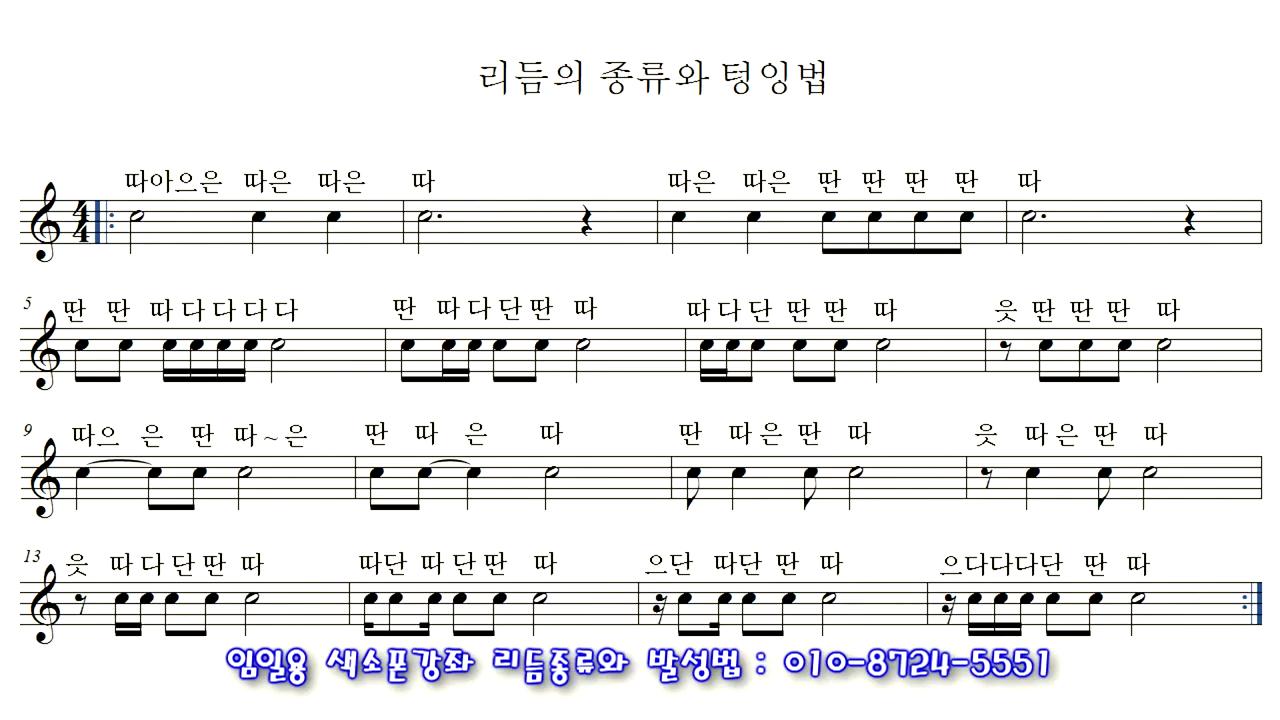 리듬의 종류와 텅잉법
따아으은 따은 따은 따 따은 따은 딴 딴 딴 딴 따
4
4
5
딴 딴 따 다 다 다 다 딴 따 다 단 딴 따 따 다 단 딴 딴 따 읏 딴 딴 딴 따
9
따으 은 딴 따 ~ 은 딴 따 은 따 딴 따 은 딴 따 읏 따 은 딴 따
13
읏 따 다 단 딴 따 따단 따 단 딴 따 으단 따단 딴 따 으다다다단 딴 따
임일용 색소폰강좌 리듬종류와 발성법 : 010-8724-5551